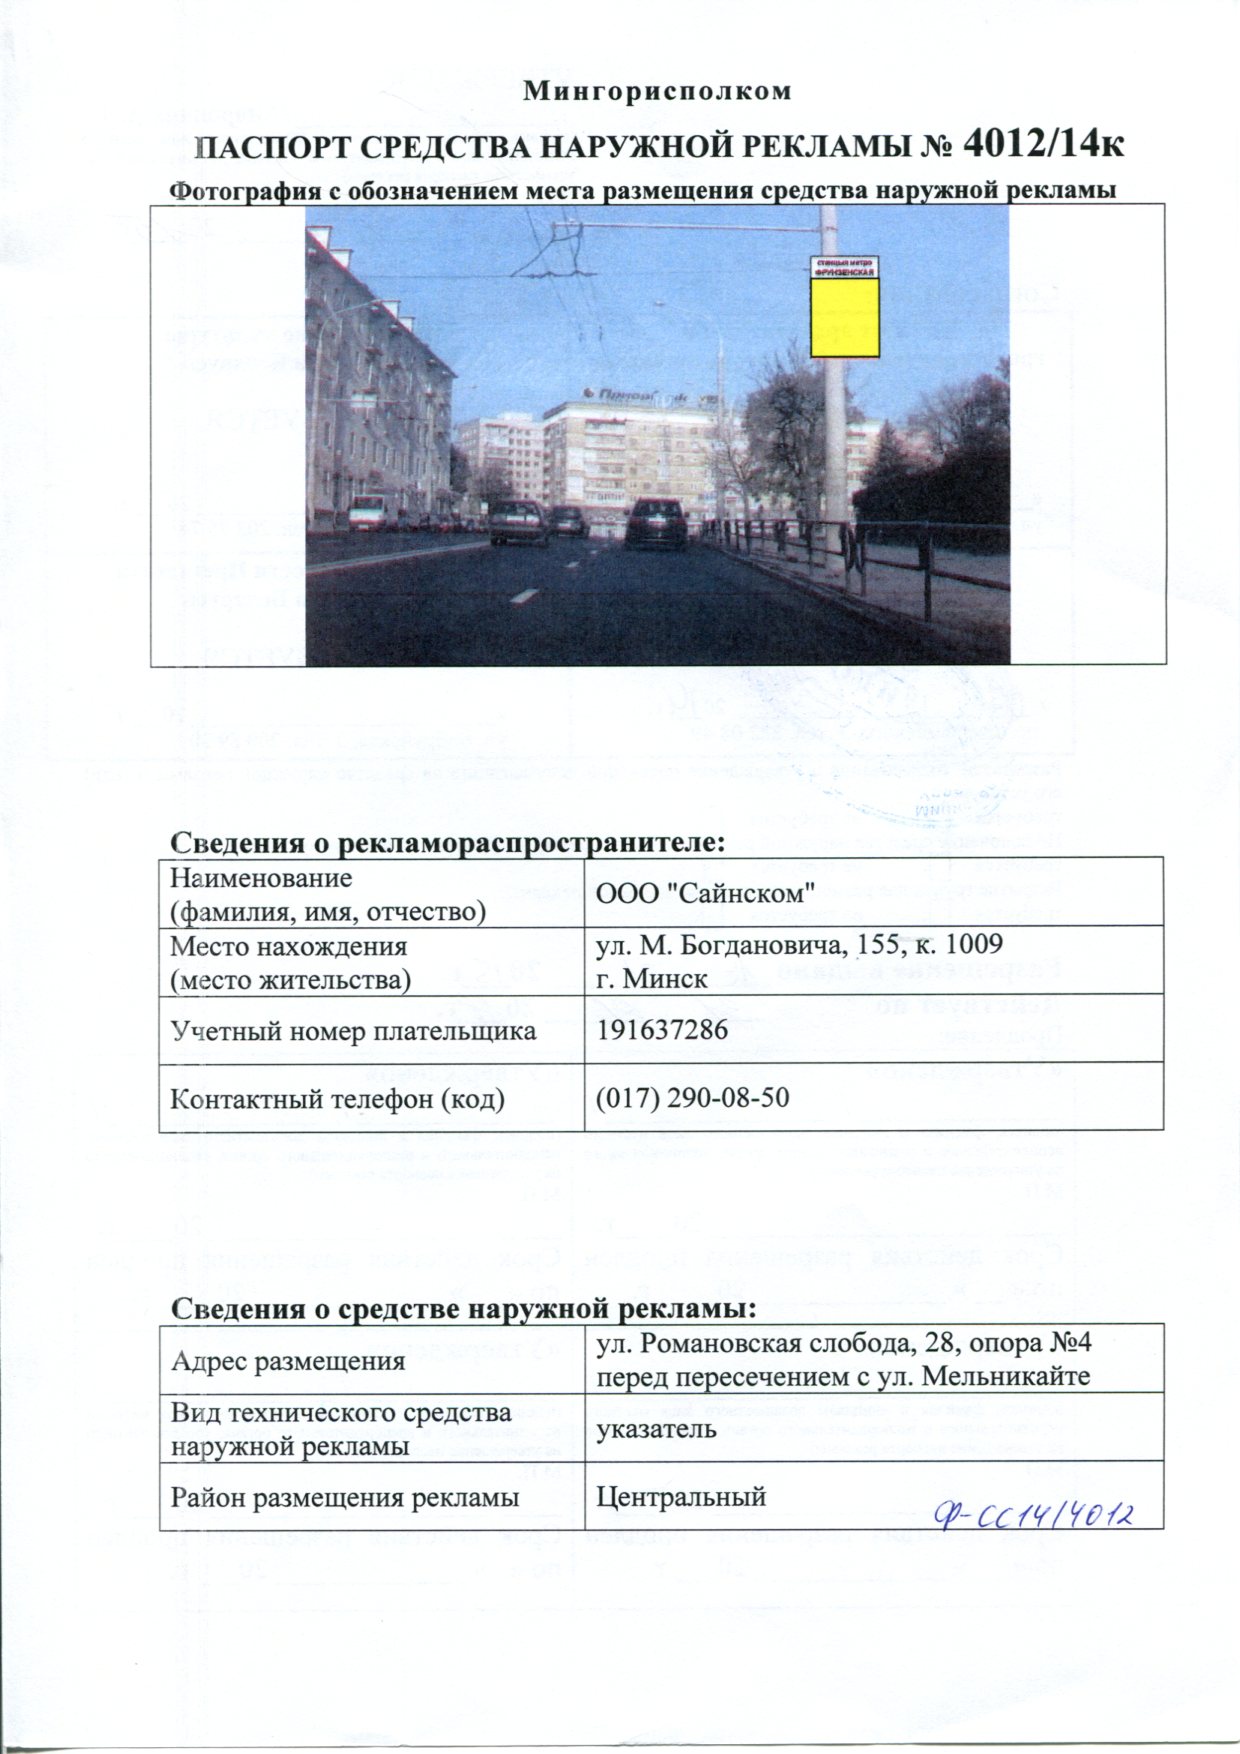 Мингорисполком
ПАСПОРТ СРЕДСТВА НАРУЖНОЙ РЕКЛАМЫ № 4012/14к
Фотография с обозначением места размещения средства наружной рекламы
станцыя метро
ФРУНЗЕНСКАЯ
Сведения о рекламораспространителе:
Наименование
(фамилия, имя, отчество)
ООО "Сайнском"
Место нахождения
(место жительства)
ул. М. Богдановича, 155, к. 1009
г. Минск
Учетный номер плательщика
191637286
Контактный телефон (код)
(017) 290-08-50
Сведения о средстве наружной рекламы:
Адрес размещения
ул. Романовская слобода, 28, опора №4
перед пересечением с ул. Мельникайте
Вид технического средства
наружной рекламы
указатель
Район размещения рекламы
Центральный
Ф-СС14/4012